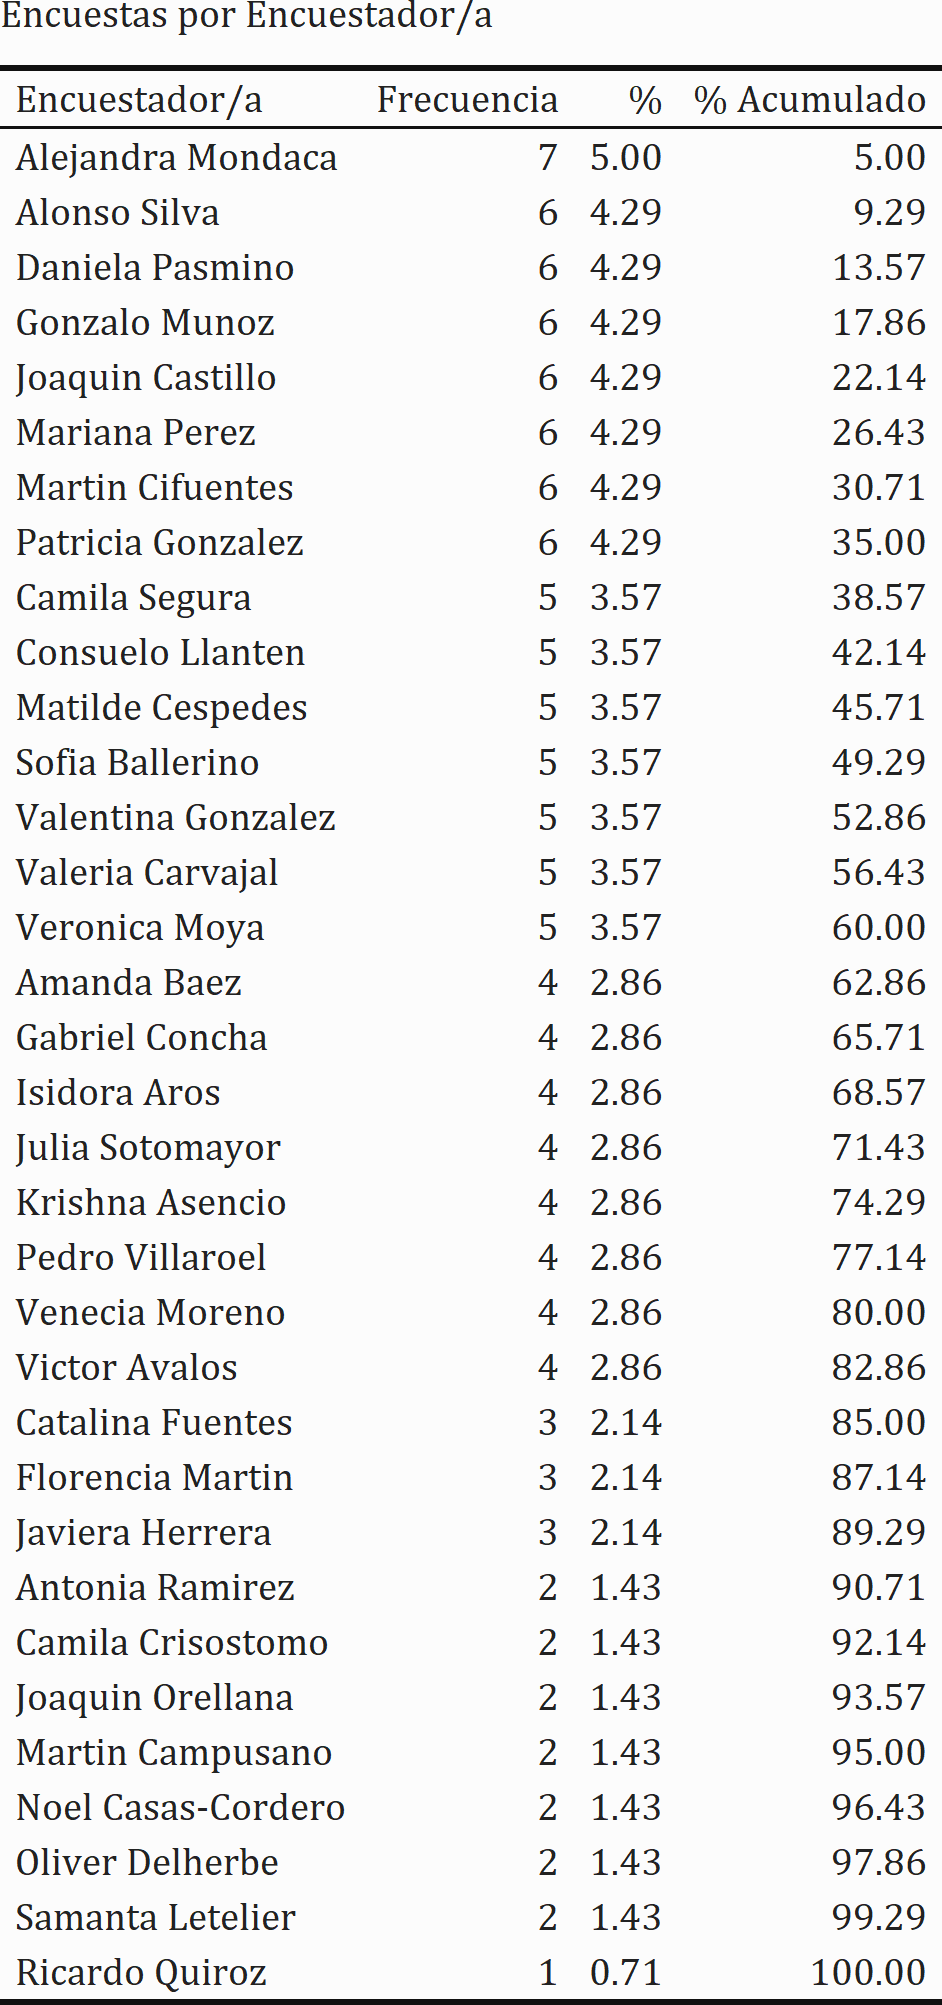 Encuestas por Encuestador/a
Encuestador/a Frecuencia % % Acumulado
Alejandra Mondaca 7 5.00 5.00
Alonso Silva 6 4.29 9.29
Daniela Pasmino 6 4.29 13.57
Gonzalo Munoz 6 4.29 17.86
Joaquin Castillo 6 4.29 22.14
Mariana Perez 6 4.29 26.43
Martin Cifuentes 6 4.29 30.71
Patricia Gonzalez 6 4.29 35.00
Camila Segura 5 3.57 38.57
Consuelo Llanten 5 3.57 42.14
Matilde Cespedes 5 3.57 45.71
Sofia Ballerino 5 3.57 49.29
Valentina Gonzalez 5 3.57 52.86
Valeria Carvajal 5 3.57 56.43
Veronica Moya 5 3.57 60.00
Amanda Baez 4 2.86 62.86
Gabriel Concha 4 2.86 65.71
Isidora Aros 4 2.86 68.57
Julia Sotomayor 4 2.86 71.43
Krishna Asencio 4 2.86 74.29
Pedro Villaroel 4 2.86 77.14
Venecia Moreno 4 2.86 80.00
Victor Avalos 4 2.86 82.86
Catalina Fuentes 3 2.14 85.00
Florencia Martin 3 2.14 87.14
Javiera Herrera 3 2.14 89.29
Antonia Ramirez 2 1.43 90.71
Camila Crisostomo 2 1.43 92.14
Joaquin Orellana 2 1.43 93.57
Martin Campusano 2 1.43 95.00
Noel Casas-Cordero 2 1.43 96.43
Oliver Delherbe 2 1.43 97.86
Samanta Letelier 2 1.43 99.29
Ricardo Quiroz 1 0.71 100.00